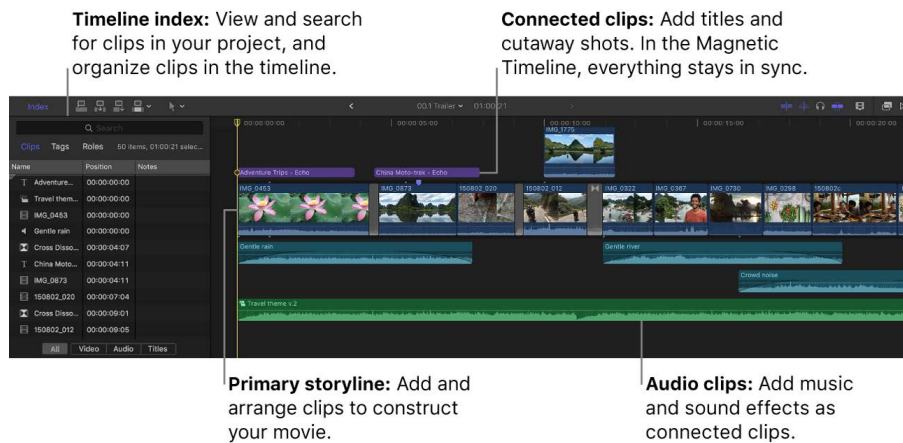 Timeline index: View and search
for clips in your project, and
organize clips in the timeline.
Connected clips: Add titles and
cutaway shots. In the Magnetic
Timeline, everything stays in sync.
Index
00.1 Trailer
01:00:21
Search
Clips Tags Roles 50 items, 01:00:21 selec...
Name Position Notes
Adventure... 00:00:00:00
Travel them... 00:00:00:00
IMG_0453 00:00:00:00
Gentle rain 00:00:00:00
Cross Disso... 00:00:04:07
China Moto... 00:00:04:11
IMG_0873 00:00:04:11
150802_020 00:00:07:04
Cross Disso... 00:00:09:01
150802_012 00:00:09:05
All Video Audio Titles
00:00:00:00 00:00:05:00 00:00:10:00 00:00:15:00 00:00:20:00
IMG_1775
Adventure Trips - Echo China Moto-trek - Echo
IMG_0453 IMG_0873 150802_020 150802_012 IMG_0322 IMG_0367 IMG_0730 IMG_0298 150802c
Gentle rain Gentle river
Crowd noise
Travel theme v.2
Primary storyline: Add and
arrange clips to construct
your movie.
Audio clips: Add music
and sound effects as
connected clips.